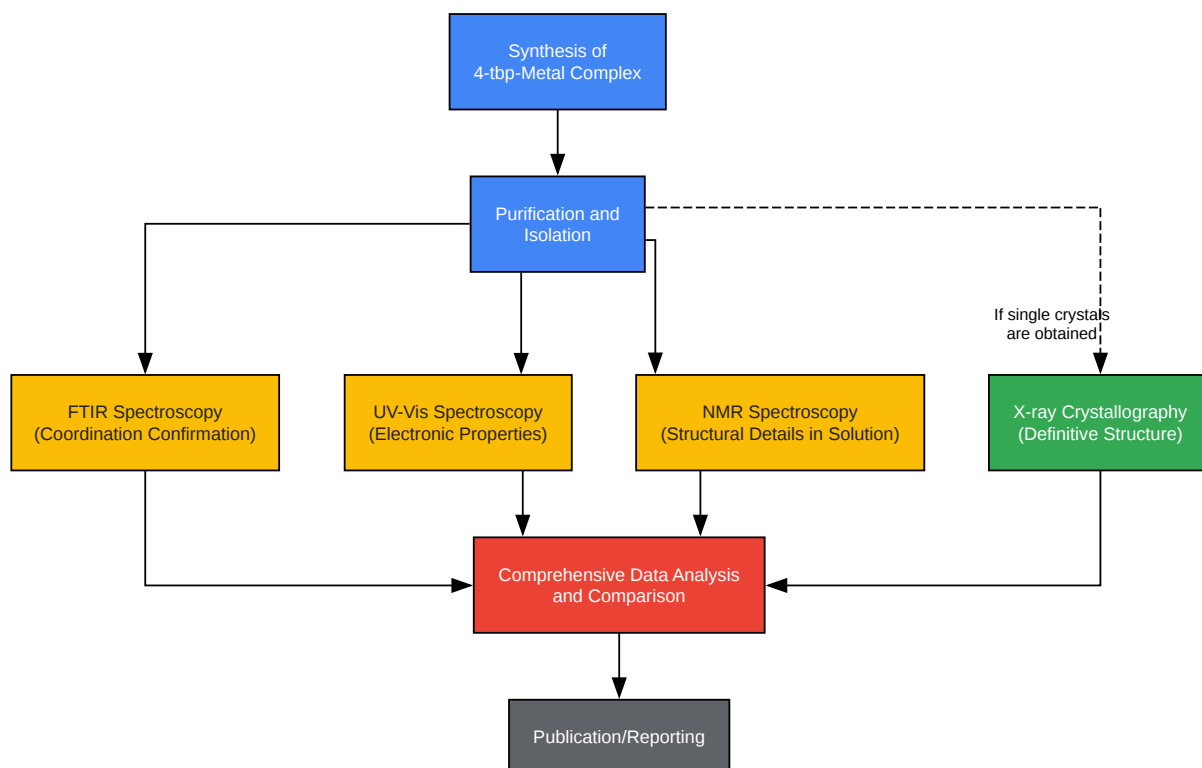 Synthesis of
4-tbp-Metal Complex
Purification and
Isolation
If single crystals
are obtained
FTIR Spectroscopy
(Coordination Confirmation)
UV-Vis Spectroscopy
(Electronic Properties)
NMR Spectroscopy
(Structural Details in Solution)
X-ray Crystallography
(Definitive Structure)
Comprehensive Data Analysis
and Comparison
Publication/Reporting